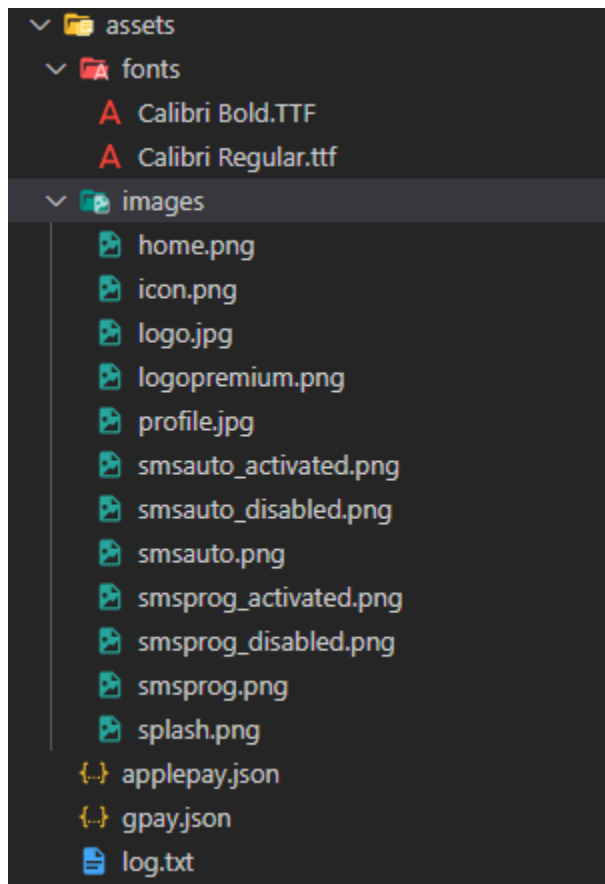 assets
fonts
Calibri Bold.TTF
Calibri Regular.ttf
images
home.png
icon.png
logo.jpg
logopremium.png
profile.jpg
smsauto_activated.png
smsauto_disabled.png
smsauto.png
smsprog_activated.png
smsprog_disabled.png
smsprog.png
splash.png
applepay.json
gpay.json
log.txt